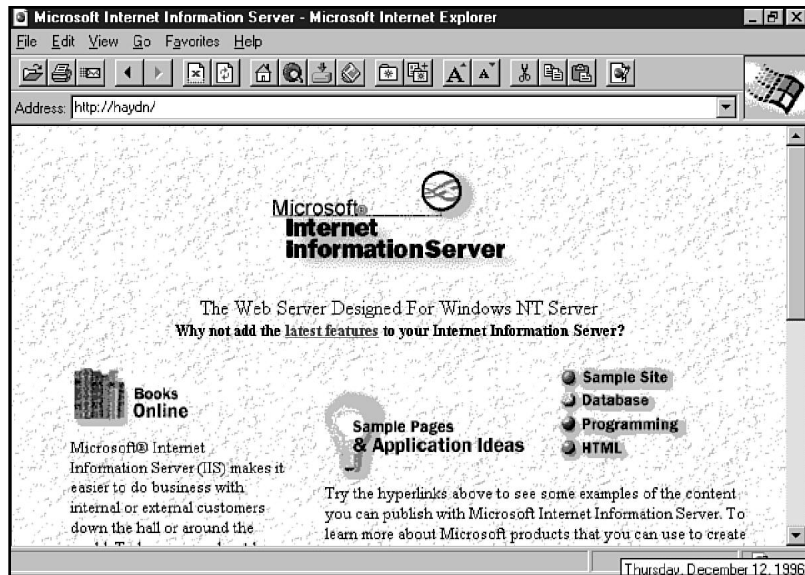 Microsoft Internet Information Server - Microsoft Internet Explorer
File Edit View Go Favorites Help
Address: http://haydn/
Microsoft®
Internet
Information Server
The Web Server Designed For Windows NT Server
Why not add the latest features to your Internet Information Server?
Books
Online
Microsoft® Internet
Information Server (IIS) makes it
easier to do business with
internal or external customers
down the hall or around the
Sample Pages
& Application Ideas
Sample Site
Database
Programming
HTML
Try the hyperlinks above to see some examples of the content
you can publish with Microsoft Internet Information Server. To
learn more about Microsoft products that you can use to create
Thursday, December 12, 1996